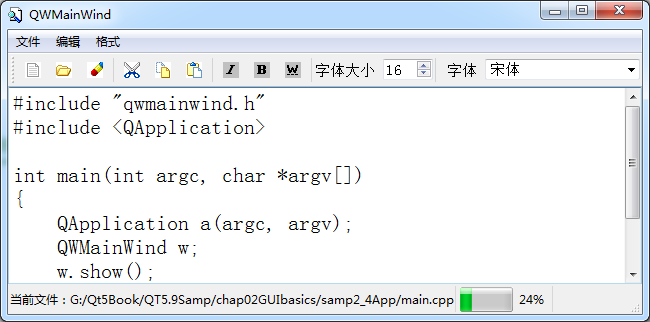 QWMainWind
文件 编辑 格式
I B W 字体大小 16 字体 宋体
#include "qwmainwind.h"
#include <QApplication>
int main(int argc, char *argv[])
{
QApplication a(argc, argv);
QWMainWind w;
w.show();
当前文件：G:/Qt5Book/QT5.9Samp/chap02GUIbasics/samp2_4App/main.cpp 24%